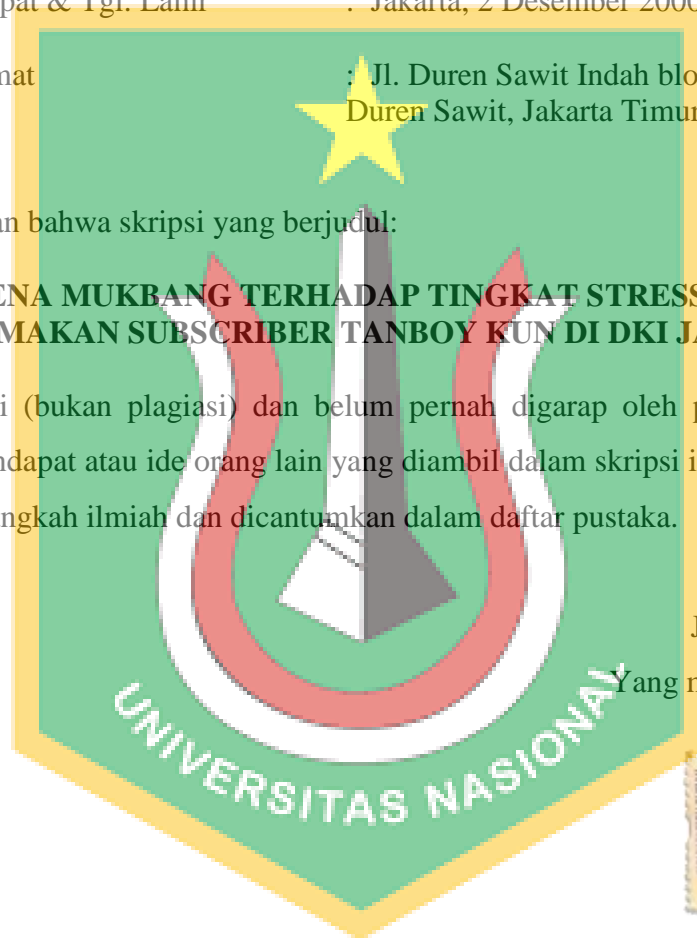 pat & Tgl. Lahir : Jakarta, 2 Desember 2000
mat : Jl. Duren Sawit Indah blo
Duren Sawit, Jakarta Timur
an bahwa skripsi yang berjudul:
ENA MUKBANG TERHADAP TINGKAT STRESS
MAKAN SUBSCRIBER TANBOY KUN DI DKI JA
i (bukan plagiasi) dan belum pernah digarap oleh p
ndapat atau ide orang lain yang diambil dalam skripsi i
ngkah ilmiah dan dicantumkan dalam daftar pustaka.
J
Yang m
UNIVERSITAS NASIONAL